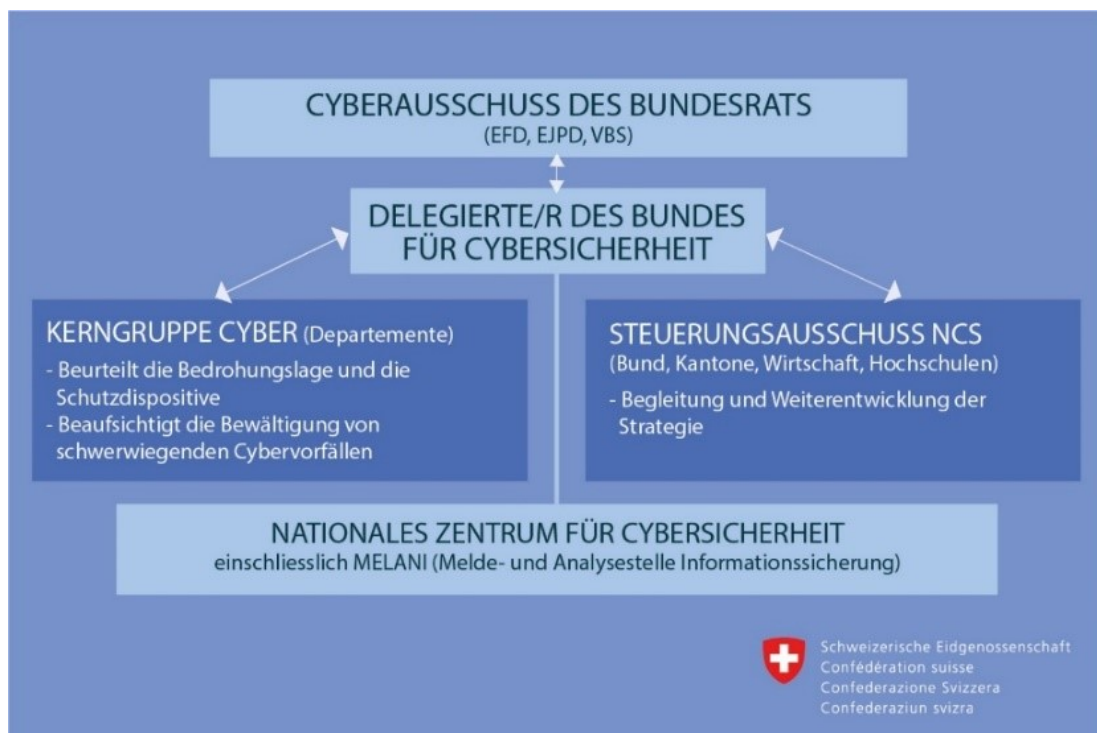 CYBERAUSSCHUSS DES BUNDESRATS
(EFD, EJPD, VBS)
DELEGIERTE/R DES BUNDES
FÜR CYBERSICHERHEIT
KERNGRUPPE CYBER (Departemente)
- Beurteilt die Bedrohungslage und die
Schutzdispositive
- Beaufsichtigt die Bewältigung von
schwerwiegenden Cybervorfällen
STEUERUNGSAUSSCHUSS NCS
(Bund, Kantone, Wirtschaft, Hochschulen)
- Begleitung und Weiterentwicklung der
Strategie
NATIONALES ZENTRUM FÜR CYBERSICHERHEIT
einschliesslich MELANI (Melde- und Analysestelle Informationssicherung)
Schweizerische Eidgenossenschaft
Confédération suisse
Confederazione Svizzera
Confederaziun svizra